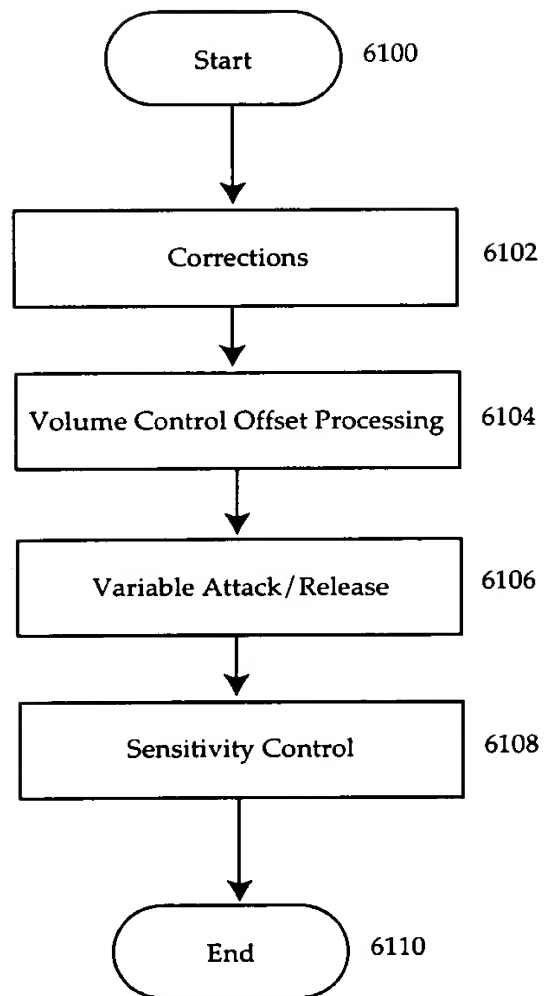 Start 6100
Corrections 6102
Volume Control Offset Processing 6104
Variable Attack/Release 6106
Sensitivity Control 6108
End 6110